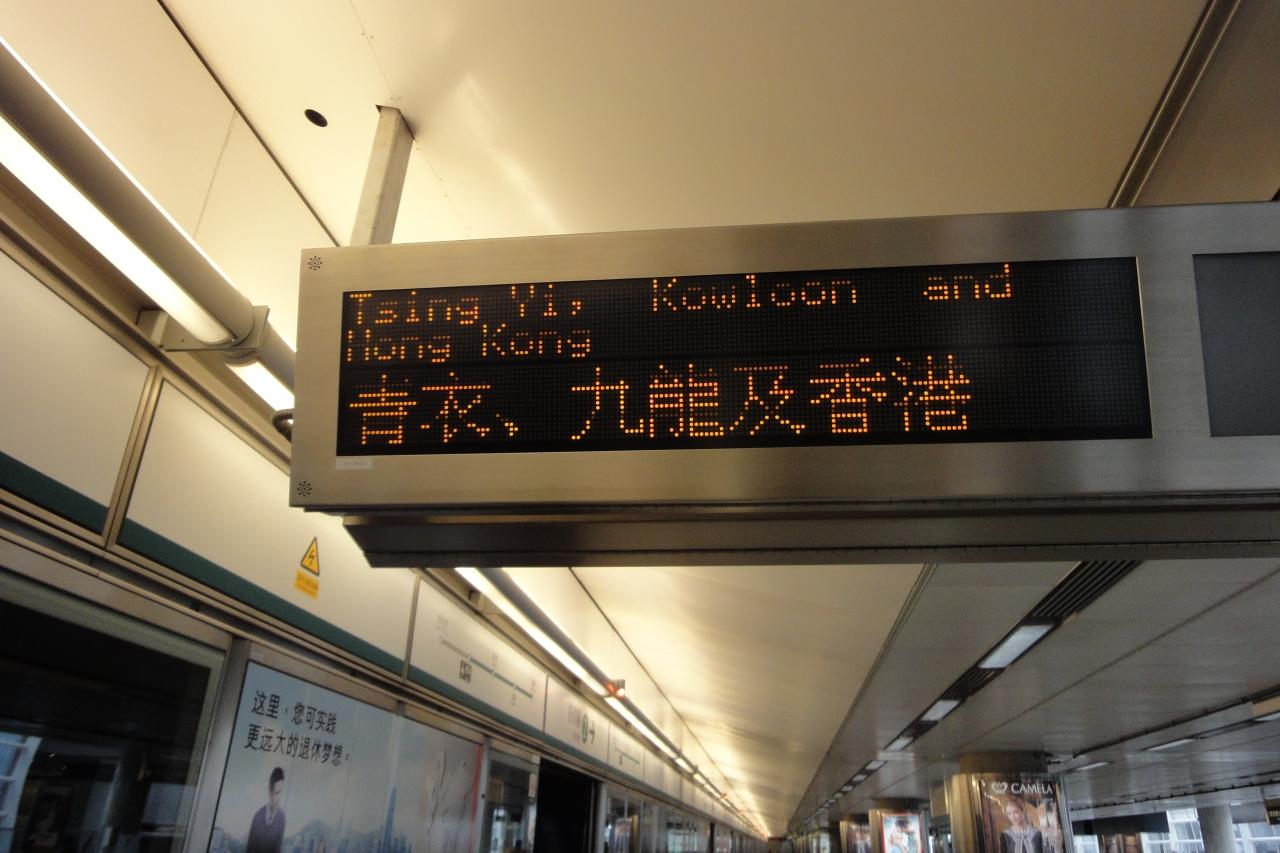 Tsing Yi, Kowloon and
Hong Kong
青衣、九龍及香港
这里，您可实践
更远大的退休梦想。
CAMELA